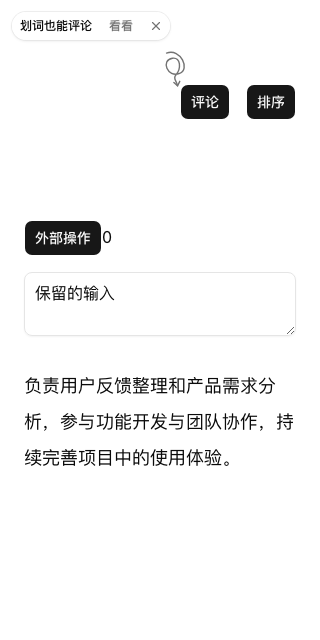 划词也能评论 看看 ×
评论 排序
外部操作 0
保留的输入
负责用户反馈整理和产品需求分
析，参与功能开发与团队协作，持
续完善项目中的使用体验。